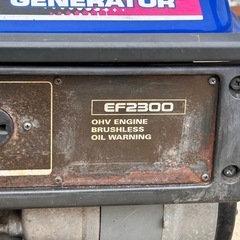 GENERATOR
EF2300
OHV ENGINE
BRUSHLESS
OIL WARNING